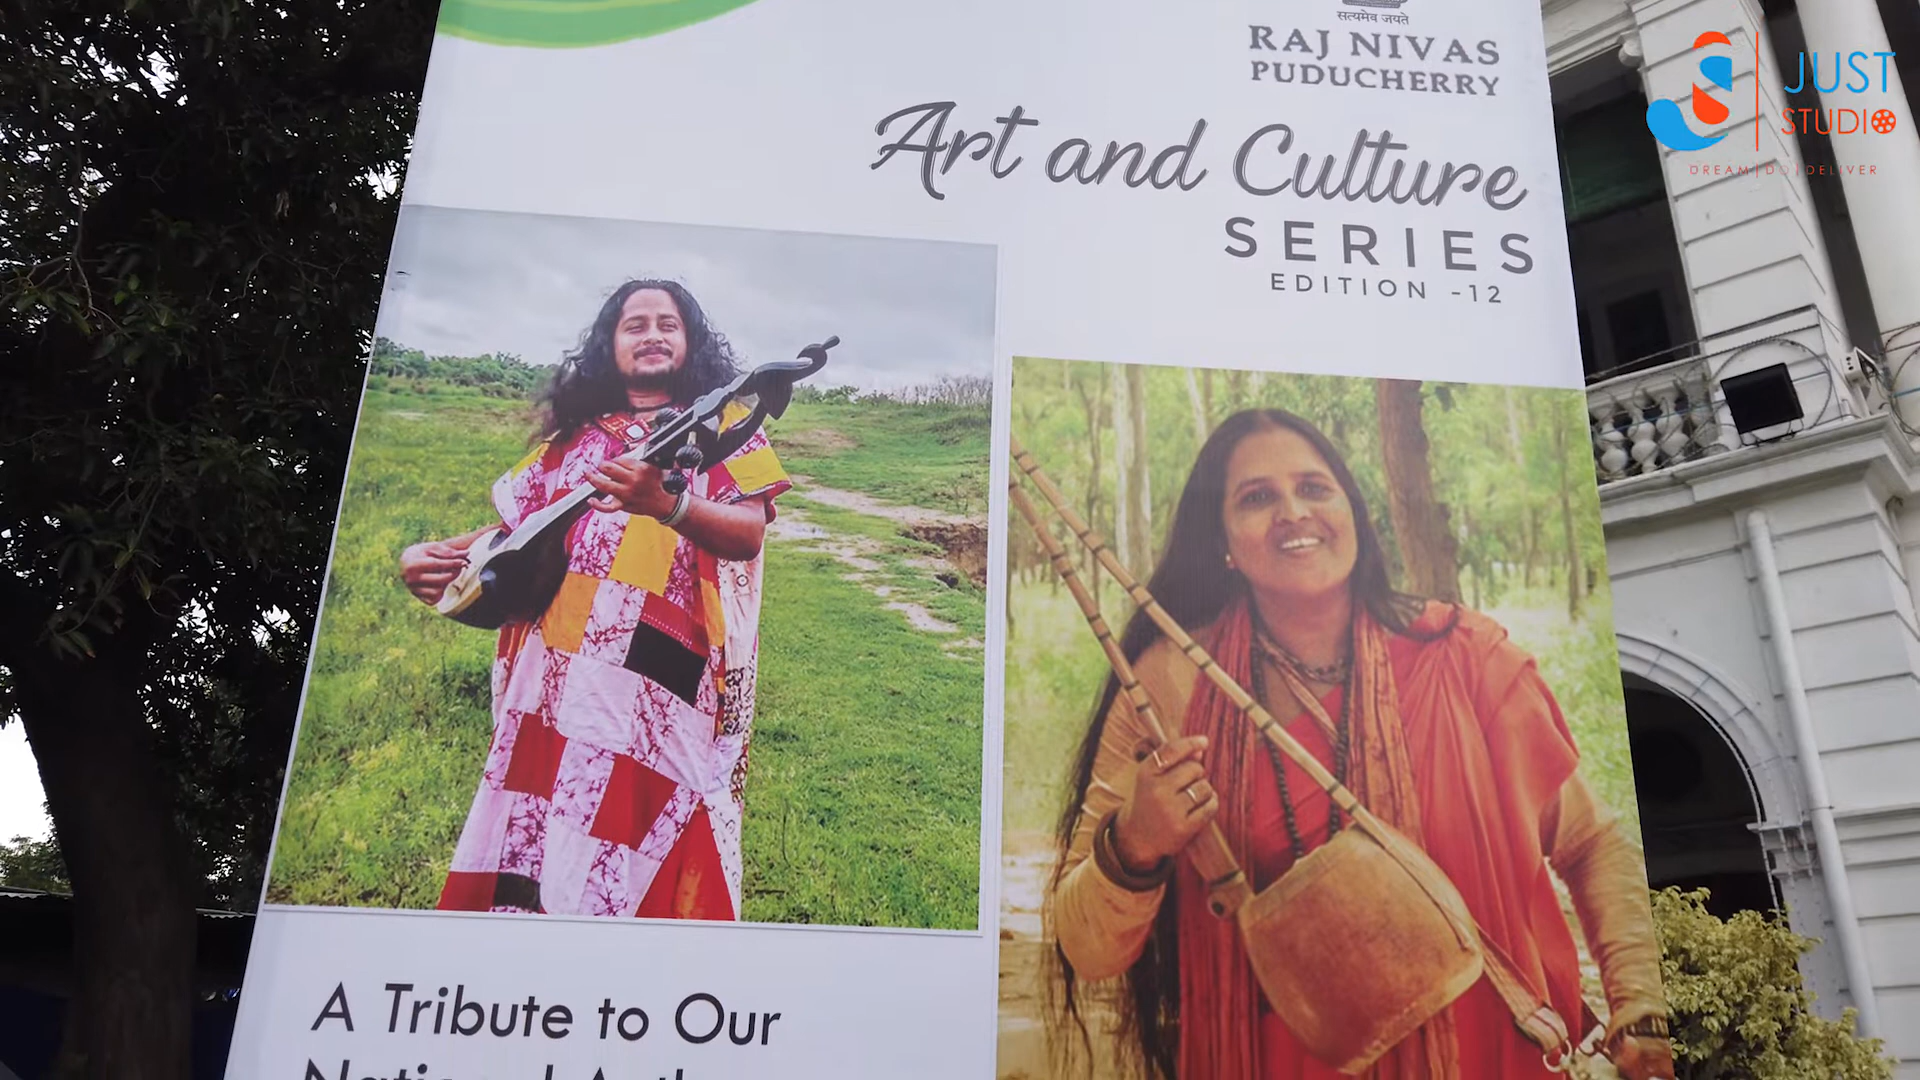 सत्यमेव जयते
RAJ NIVAS
PUDUCHERRY
Art and Culture
SERIES
EDITION -12
JUST
STUDIO
DREAM|DO|DELIVER
A Tribute to Our